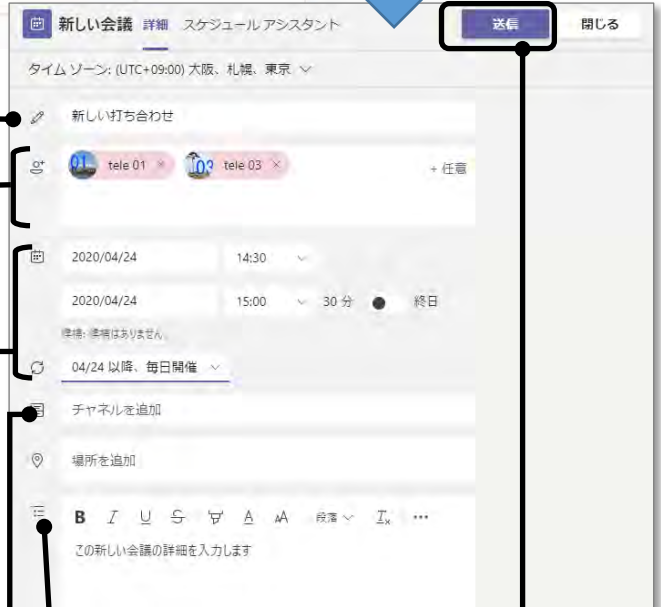 新しい会議 詳細 スケジュール アシスタント 送信 閉じる
タイム ゾーン: (UTC+09:00) 大阪、札幌、東京
新しい打ち合わせ
01 tele 01 × 03 tele 03 × + 任意
2020/04/24 14:30
2020/04/24 15:00 30 分 終日
04/24 以降、毎日開催
チャネルを追加
場所を追加
B I U S A AA 段落 Ix ...
この新しい会議の詳細を入力します